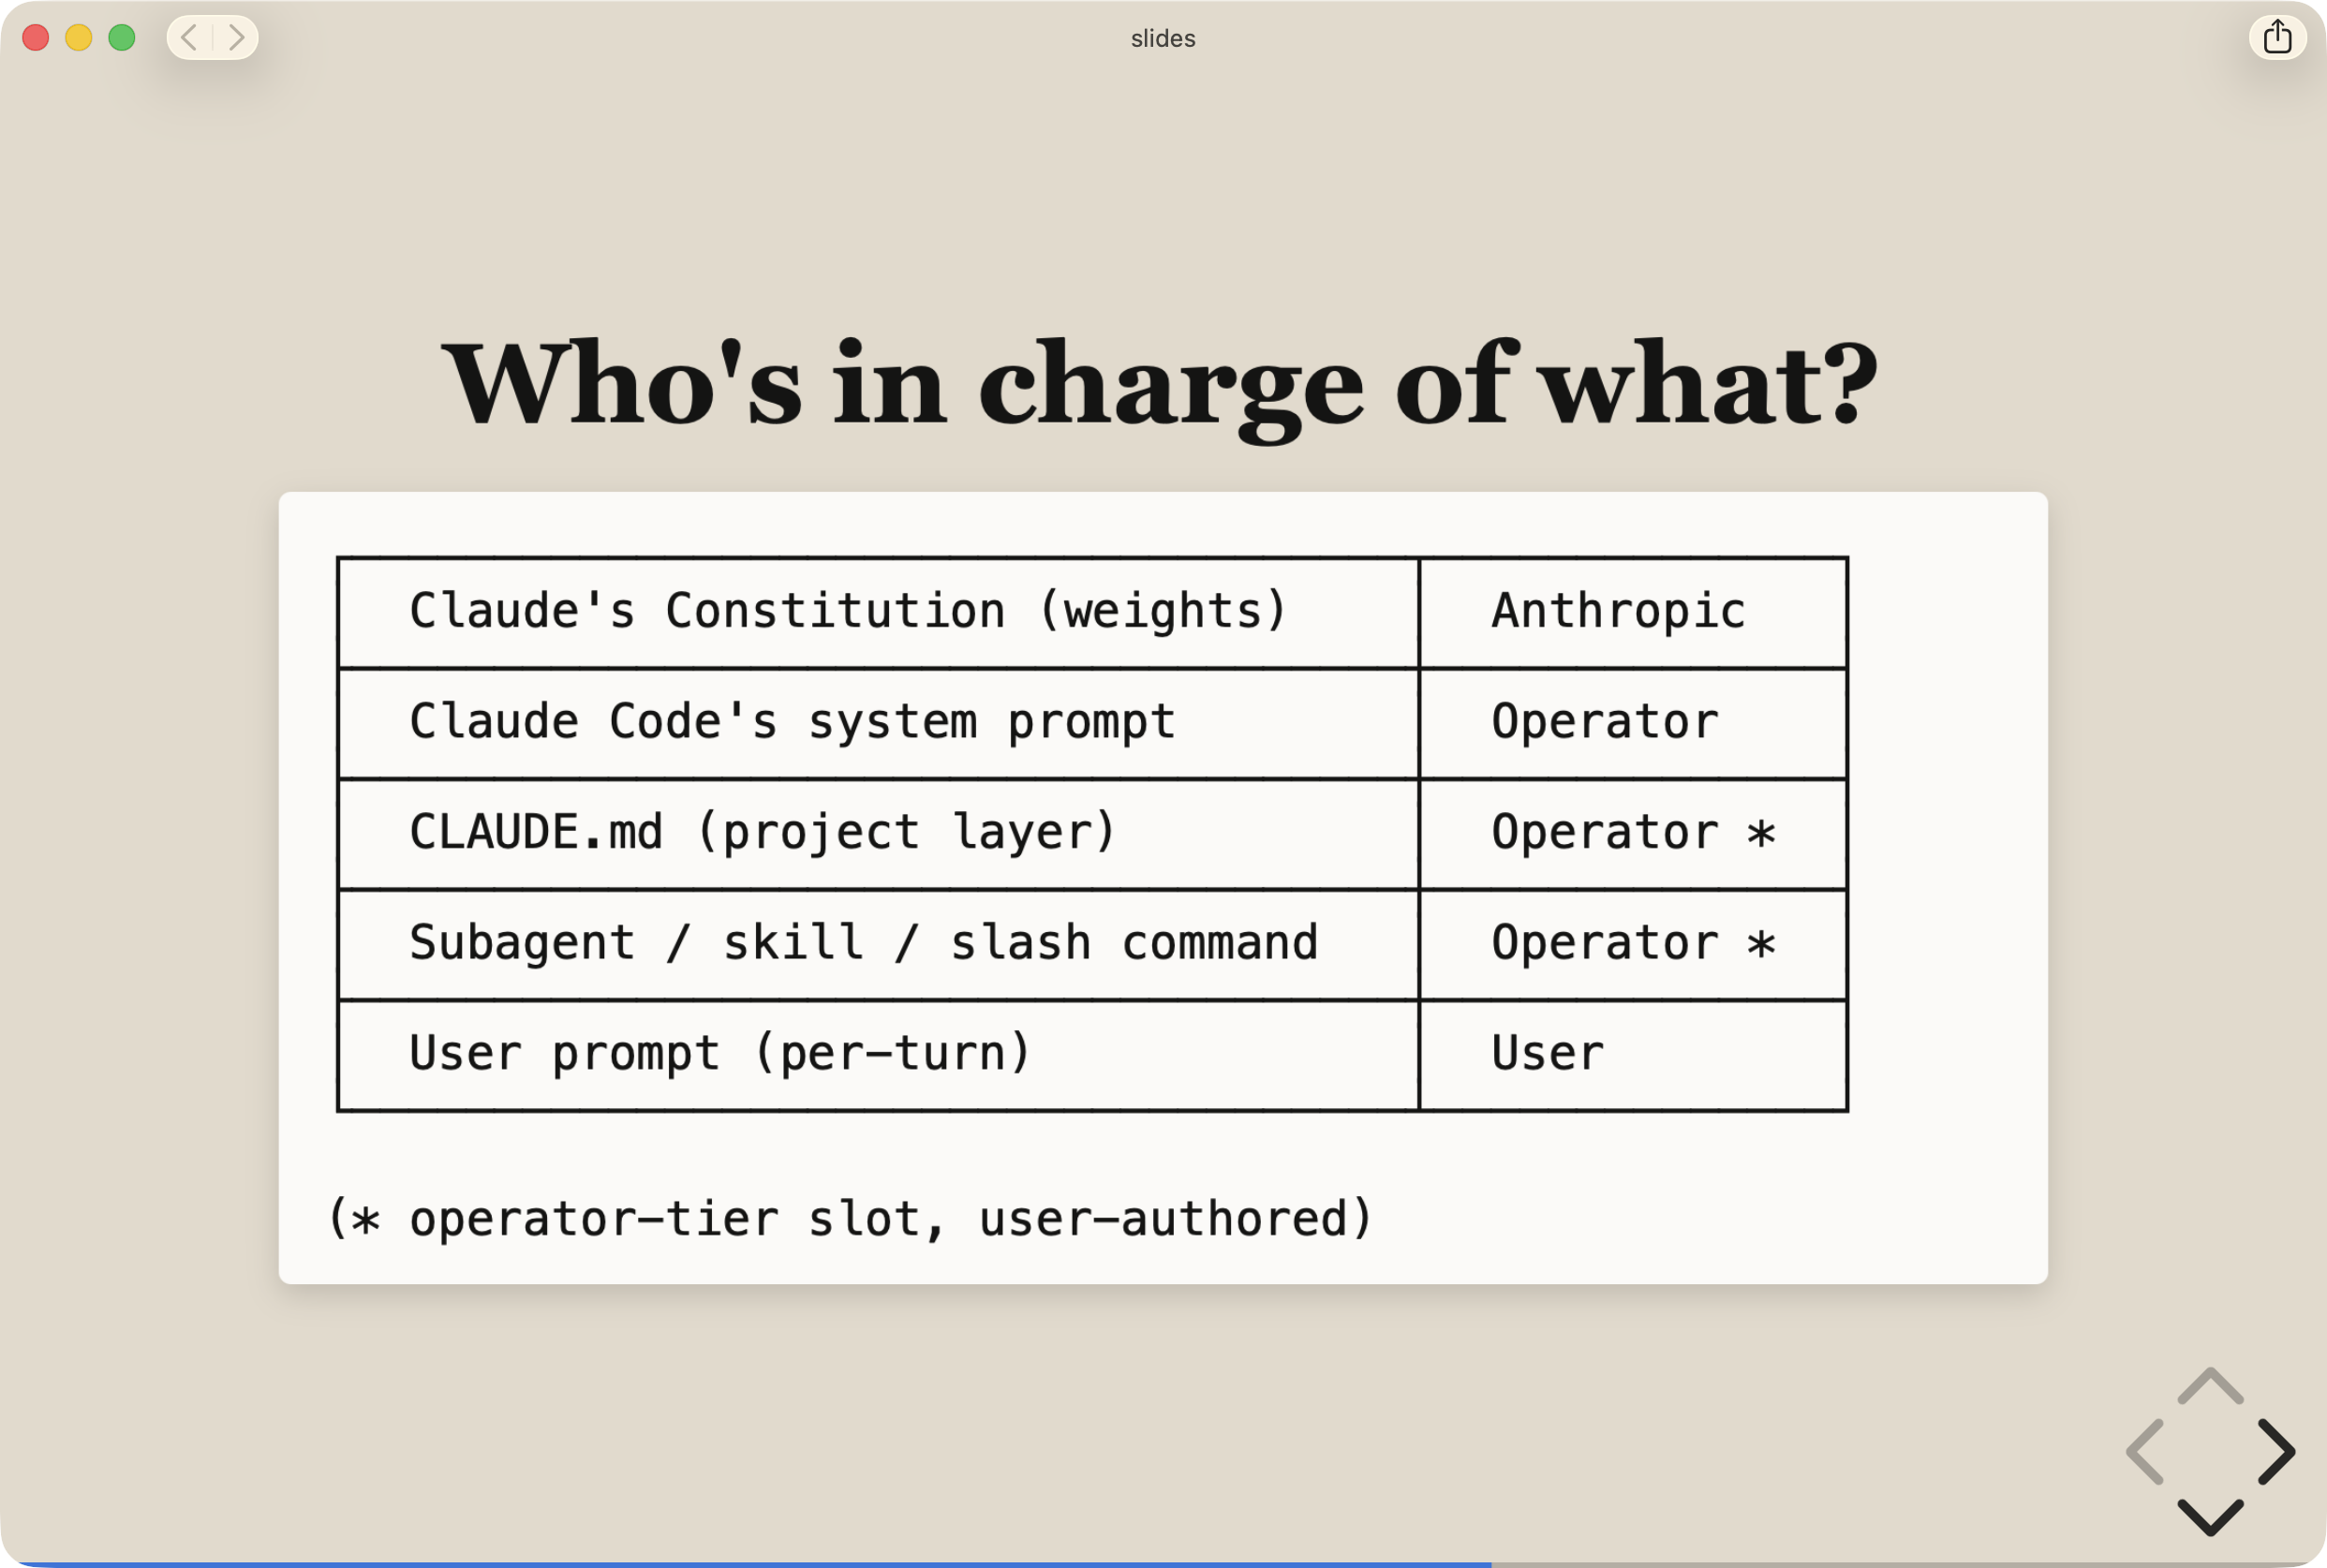 slides
Who's in charge of what?
Claude's Constitution (weights) Anthropic
Claude Code's system prompt Operator
CLAUDE.md (project layer) Operator *
Subagent / skill / slash command Operator *
User prompt (per-turn) User
(* operator-tier slot, user-authored)